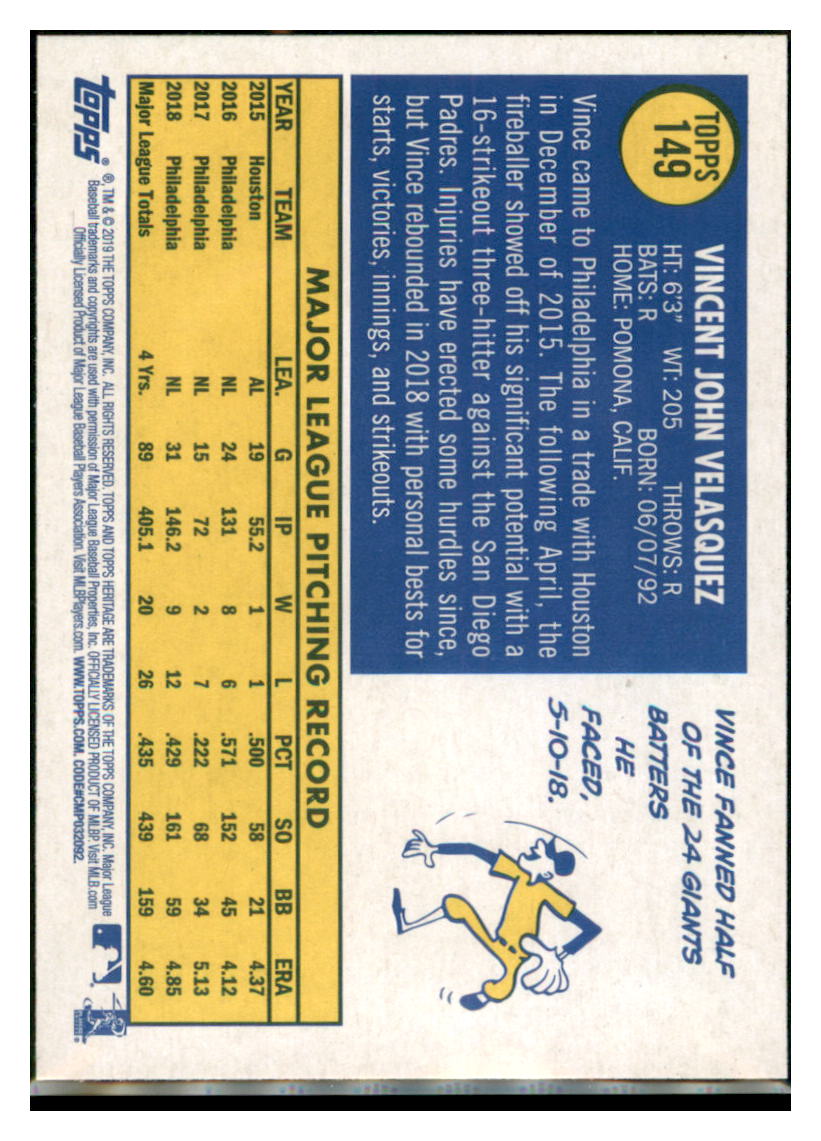 TOPPS
149
VINCENT JOHN VELASQUEZ
HT: 6'3" WT: 205 THROWS: R
BATS: R BORN: 06/07/92
HOME: POMONA, CALIF.
Vince came to Philadelphia in a trade with Houston
in December of 2015. The following April, the
fireballer showed off his significant potential with a
16-strikeout three-hitter against the San Diego
Padres. Injuries have erected some hurdles since,
but Vince rebounded in 2018 with personal bests for
starts, victories, innings, and strikeouts.
VINCE FANNED HALF
OF THE 24 GIANTS
BATTERS
HE
FACED,
5-10-18.
MAJOR LEAGUE PITCHING RECORD
YEAR TEAM LEA. G IP W L PCT SO BB ERA
2015 Houston AL 19 55.2 1 1 .500 58 21 4.37
2016 Philadelphia NL 24 131 8 6 .571 152 45 4.12
2017 Philadelphia NL 15 72 2 7 .222 68 34 5.13
2018 Philadelphia NL 31 146.2 9 12 .429 161 59 4.85
Major League Totals 4 Yrs. 89 405.1 20 26 .435 439 159 4.60
topps®
®, TM & © 2019 THE TOPPS COMPANY, INC. ALL RIGHTS RESERVED. TOPPS AND TOPPS HERITAGE ARE TRADEMARKS OF THE TOPPS COMPANY, INC. Major League
Baseball trademarks and copyrights are used with permission of Major League Baseball Properties, Inc. OFFICIALLY LICENSED PRODUCT OF MLBP. Visit MLB.com
Officially Licensed Product of Major League Baseball Players Association. Visit MLBPlayers.com. WWW.TOPPS.COM. CODE#CMP032092.